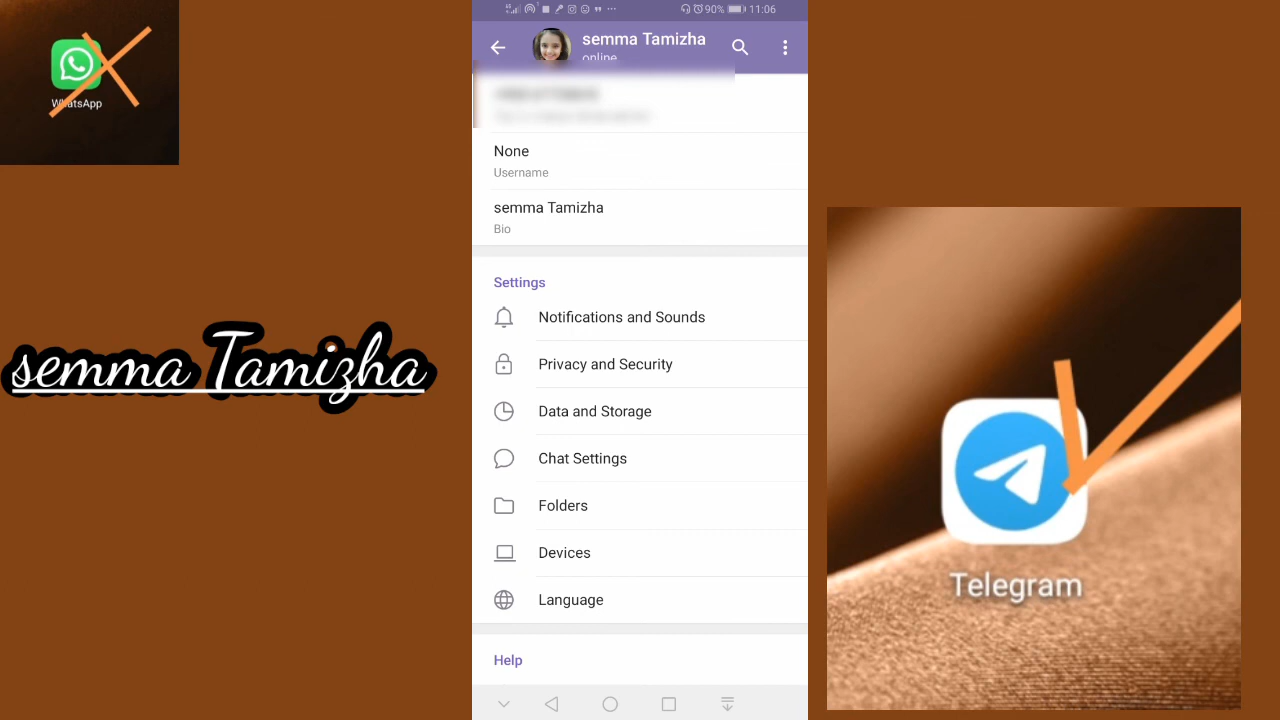 WhatsApp
semma Tamizha
90% 11:06
semma Tamizha
online
None
Username
semma Tamizha
Bio
Settings
Notifications and Sounds
Privacy and Security
Data and Storage
Chat Settings
Folders
Devices
Language
Help
Telegram